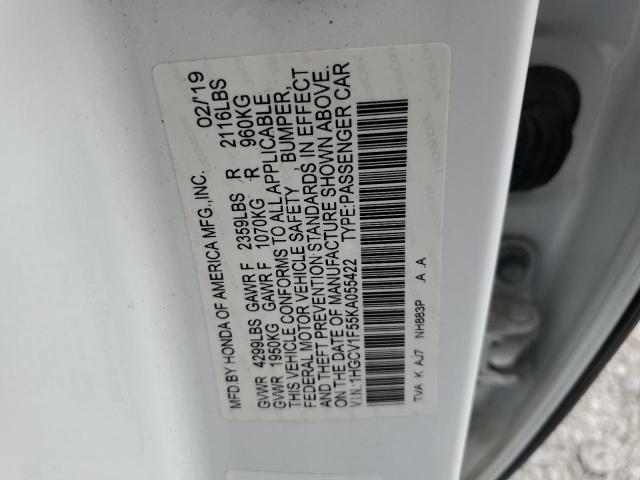 MFD.BY HONDA OF AMERICA MFG.,INC. 02/'19
GVWR 4299LBS GAWR F 2359LBS R 2116LBS
GVWR 1950KG GAWR F 1070KG R 960KG
THIS VEHICLE CONFORMS TO ALL APPLICABLE
FEDERAL MOTOR VEHICLE SAFETY , BUMPER,
AND THEFT PREVENTION STANDARDS IN EFFECT
ON THE DATE OF MANUFACTURE SHOWN ABOVE.
V.I.N.:1HGCV1F55KA055422 TYPE:PASSENGER CAR
TVA K AJ7 NH883P A .A